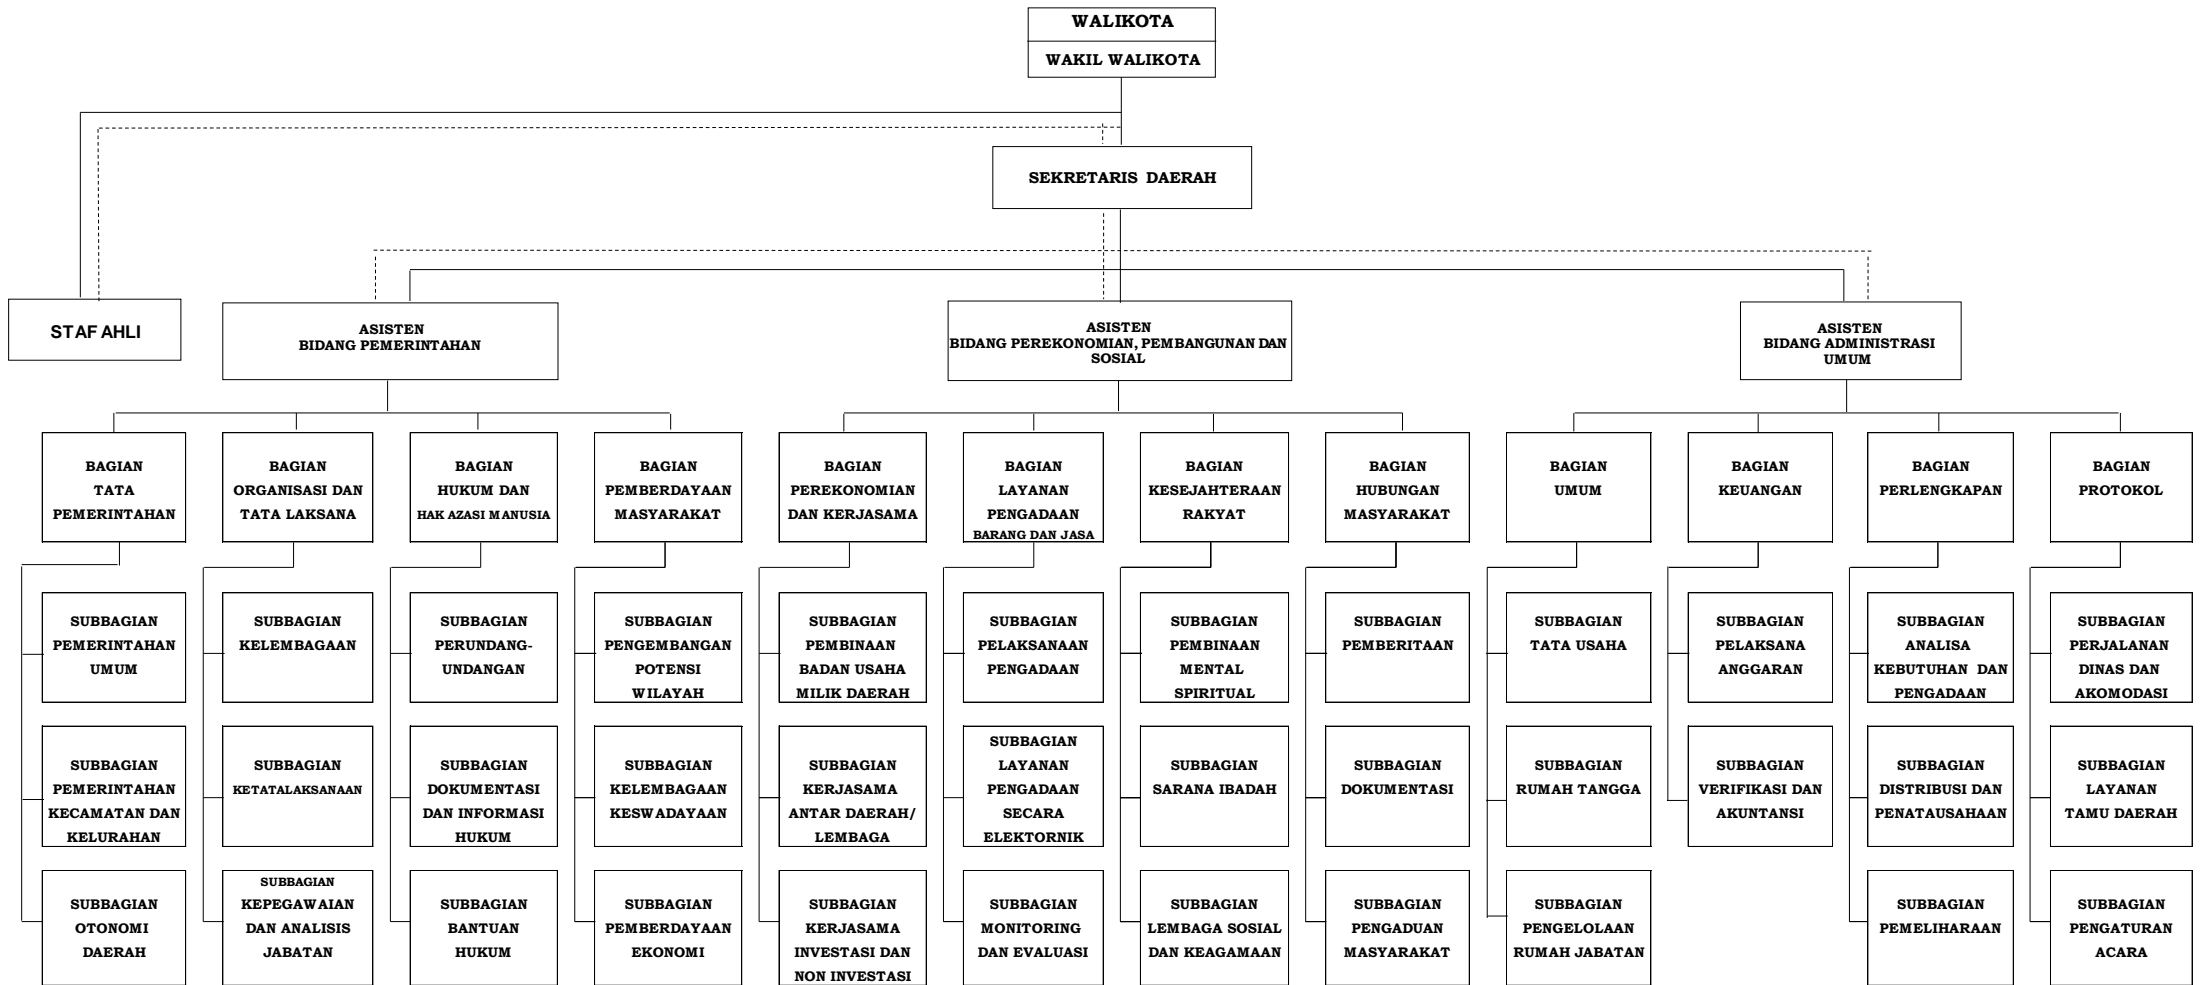 WALIKOTA
WAKIL WALIKOTA
SEKRETARIS DAERAH
STAF AHLI
ASISTEN
BIDANG PEMERINTAHAN
ASISTEN
BIDANG PEREKONOMIAN, PEMBANGUNAN DAN
SOSIAL
ASISTEN
BIDANG ADMINISTRASI
UMUM
BAGIAN
TATA
PEMERINTAHAN
BAGIAN
ORGANISASI DAN
TATA LAKSANA
BAGIAN
HUKUM DAN
HAK AZASI MANUSIA
BAGIAN
PEMBERDAYAAN
MASYARAKAT
BAGIAN
PEREKONOMIAN
DAN KERJASAMA
BAGIAN
LAYANAN
PENGADAAN
BARANG DAN JASA
BAGIAN
KESEJAHTERAAN
RAKYAT
BAGIAN
HUBUNGAN
MASYARAKAT
BAGIAN
UMUM
BAGIAN
KEUANGAN
BAGIAN
PERLENGKAPAN
BAGIAN
PROTOKOL
SUBBAGIAN
PEMERINTAHAN
UMUM
SUBBAGIAN
KELEMBAGAAN
SUBBAGIAN
PERUNDANG-
UNDANGAN
SUBBAGIAN
PENGEMBANGAN
POTENSI
WILAYAH
SUBBAGIAN
PEMBINAAN
BADAN USAHA
MILIK DAERAH
SUBBAGIAN
PELAKSANAAN
PENGADAAN
SUBBAGIAN
PEMBINAAN
MENTAL
SPIRITUAL
SUBBAGIAN
PEMBERITAAN
SUBBAGIAN
TATA USAHA
SUBBAGIAN
PELAKSANA
ANGGARAN
SUBBAGIAN
ANALISA
KEBUTUHAN DAN
PENGADAAN
SUBBAGIAN
PERJALANAN
DINAS DAN
AKOMODASI
SUBBAGIAN
PEMERINTAHAN
KECAMATAN DAN
KELURAHAN
SUBBAGIAN
KETATALAKSANAAN
SUBBAGIAN
DOKUMENTASI
DAN INFORMASI
HUKUM
SUBBAGIAN
KELEMBAGAAN
KESWADAYAAN
SUBBAGIAN
KERJASAMA
ANTAR DAERAH/
LEMBAGA
SUBBAGIAN
LAYANAN
PENGADAAN
SECARA
ELEKTORNIK
SUBBAGIAN
SARANA IBADAH
SUBBAGIAN
DOKUMENTASI
SUBBAGIAN
RUMAH TANGGA
SUBBAGIAN
VERIFIKASI DAN
AKUNTANSI
SUBBAGIAN
DISTRIBUSI DAN
PENATAUSAHAAN
SUBBAGIAN
LAYANAN
TAMU DAERAH
SUBBAGIAN
OTONOMI
DAERAH
SUBBAGIAN
KEPEGAWAIAN
DAN ANALISIS
JABATAN
SUBBAGIAN
BANTUAN
HUKUM
SUBBAGIAN
PEMBERDAYAAN
EKONOMI
SUBBAGIAN
KERJASAMA
INVESTASI DAN
NON INVESTASI
SUBBAGIAN
MONITORING
DAN EVALUASI
SUBBAGIAN
LEMBAGA SOSIAL
DAN KEAGAMAAN
SUBBAGIAN
PENGADUAN
MASYARAKAT
SUBBAGIAN
PENGELOLAAN
RUMAH JABATAN
SUBBAGIAN
PEMELIHARAAN
SUBBAGIAN
PENGATURAN
ACARA